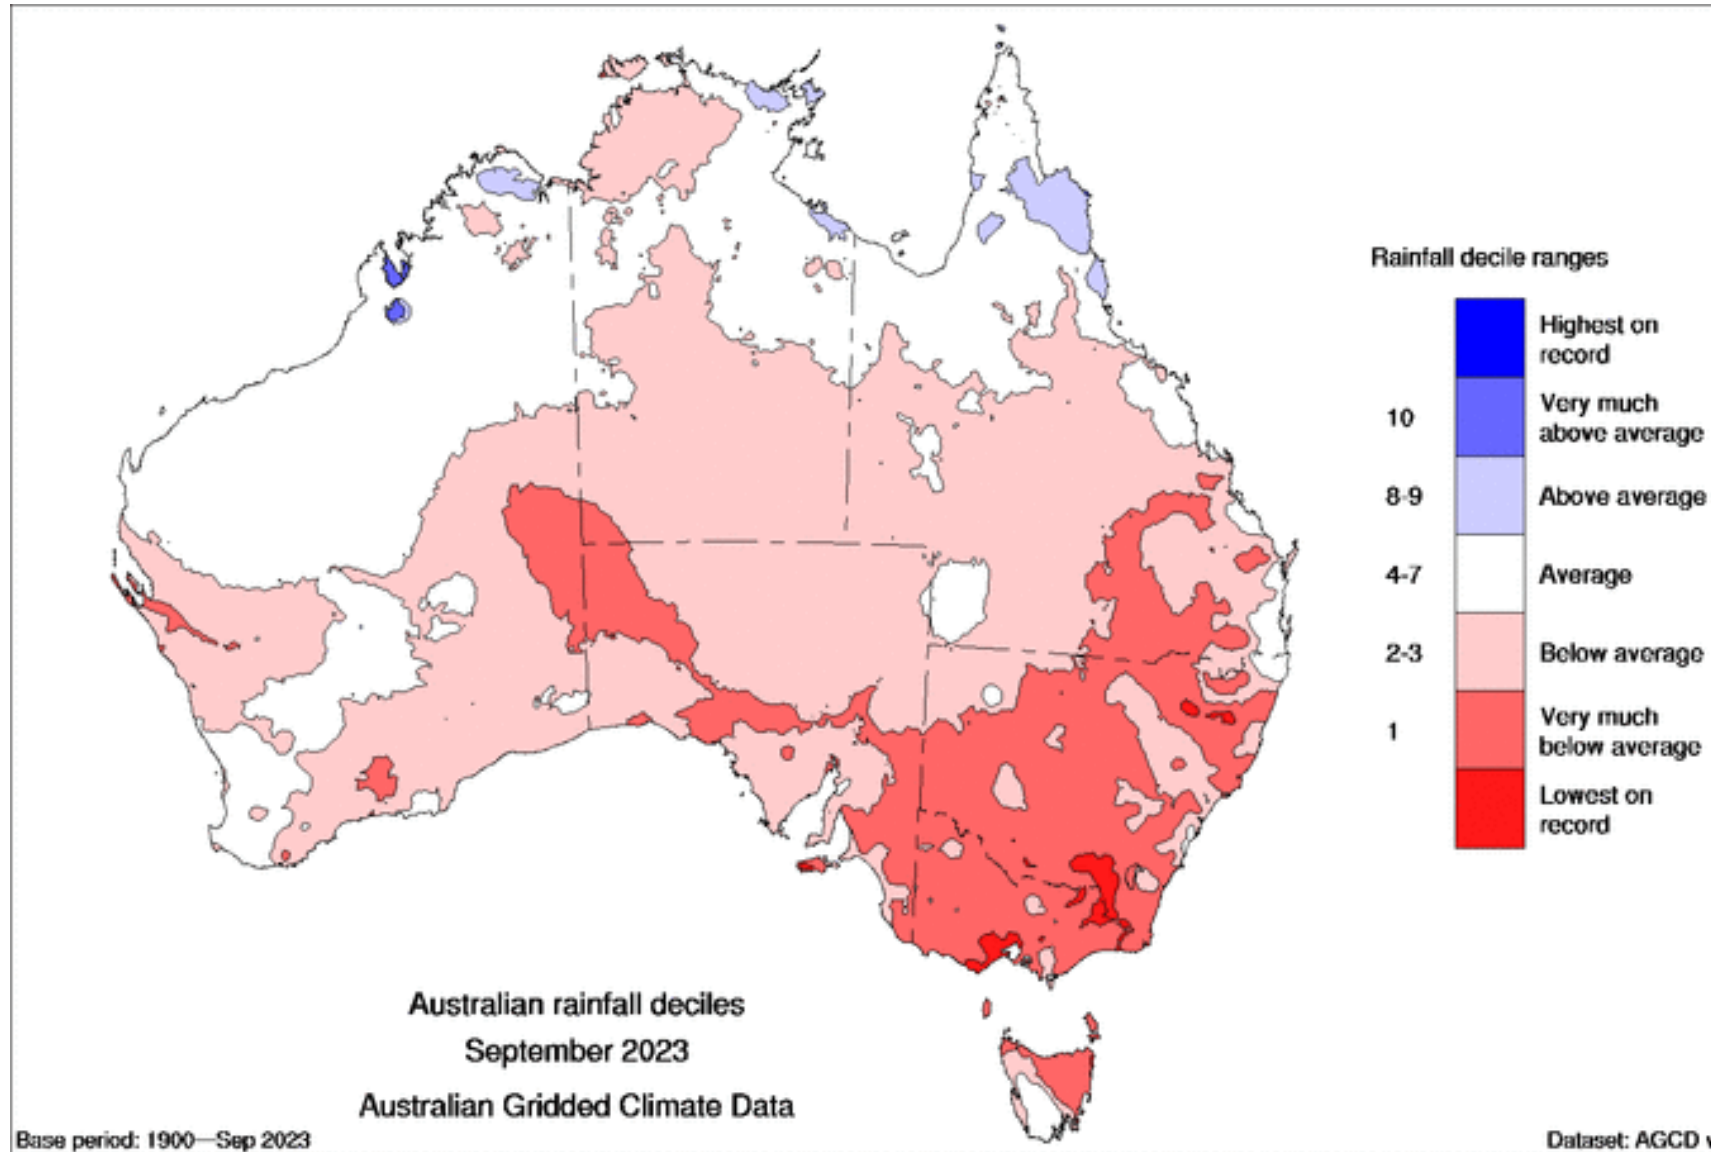 Rainfall decile ranges
Highest on
record
10
Very much
above average
8-9
Above average
4-7
Average
2-3
Below average
1
Very much
below average
Lowest on
record
Australian rainfall deciles
September 2023
Australian Gridded Climate Data
Base period: 1900—Sep 2023
Dataset: AGCD